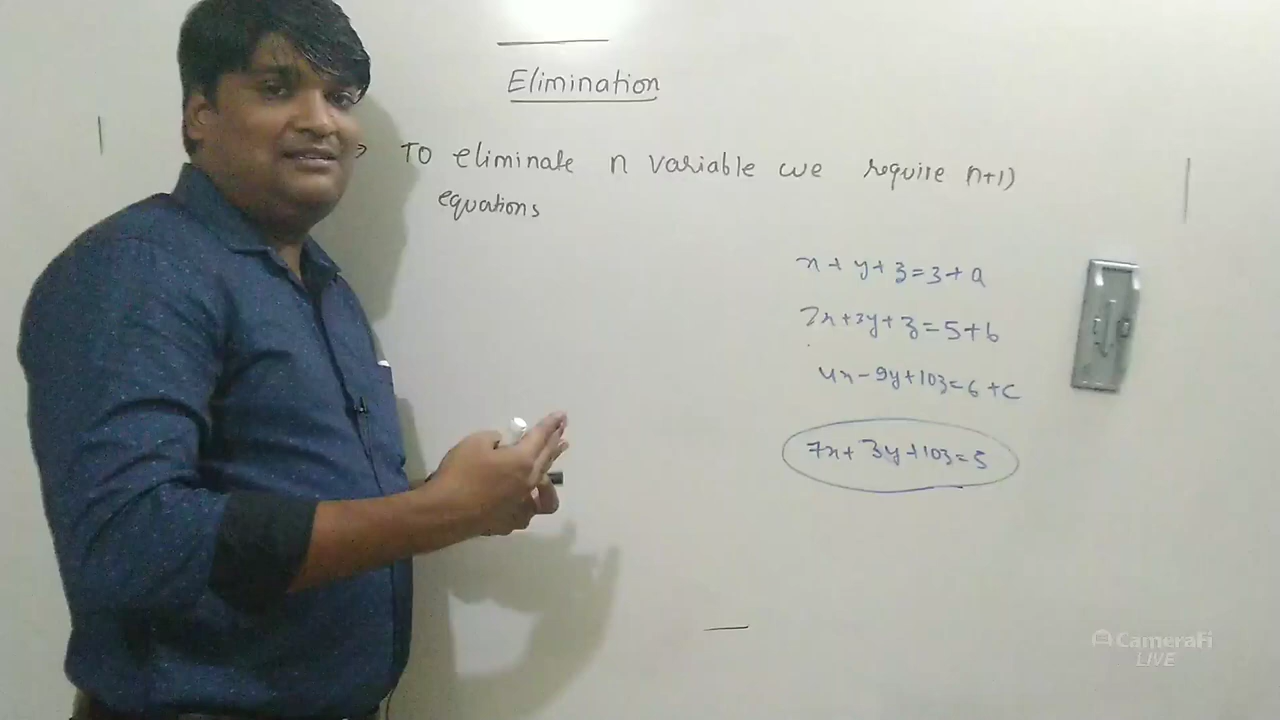 Elimination
→ To eliminate n variable we require (n+1)
equations
x + y + z = 3 + a
2x + 3y + z = 5 + b
4x - 9y + 10z = 6 + c
7x + 3y + 10z = 5
CameraFi
LIVE